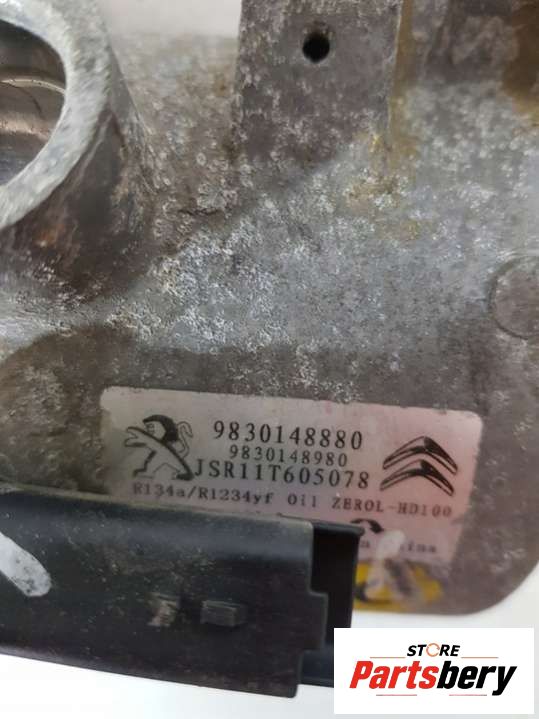 9830148880
9830148980
JSR11T605078
R134a/R1234yf Oil ZEROL-HD100
STORE
Partsbery